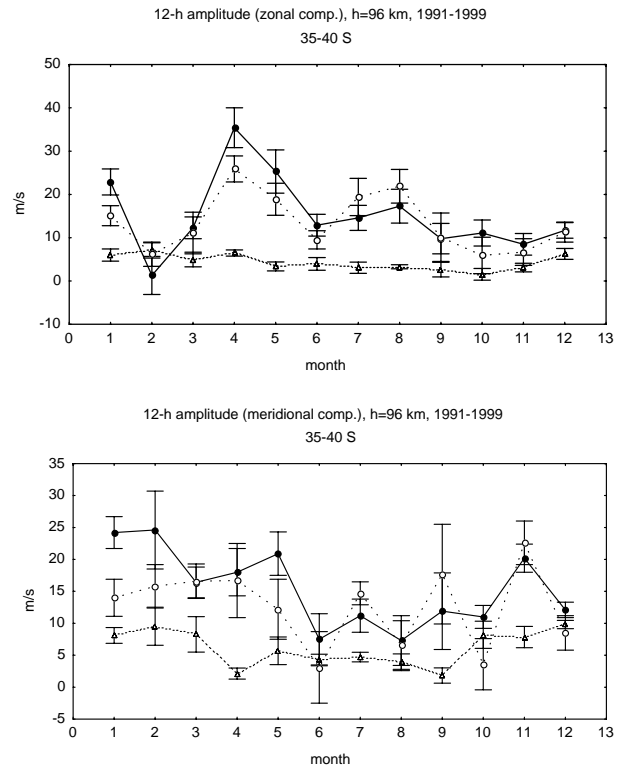 12-h amplitude (zonal comp.), h=96 km, 1991-1999
35-40 S
50
40
30
20
10
0
-10
m/s
0 1 2 3 4 5 6 7 8 9 10 11 12 13
month
12-h amplitude (meridional comp.), h=96 km, 1991-1999
35-40 S
35
30
25
20
15
10
5
0
-5
m/s
0 1 2 3 4 5 6 7 8 9 10 11 12 13
month